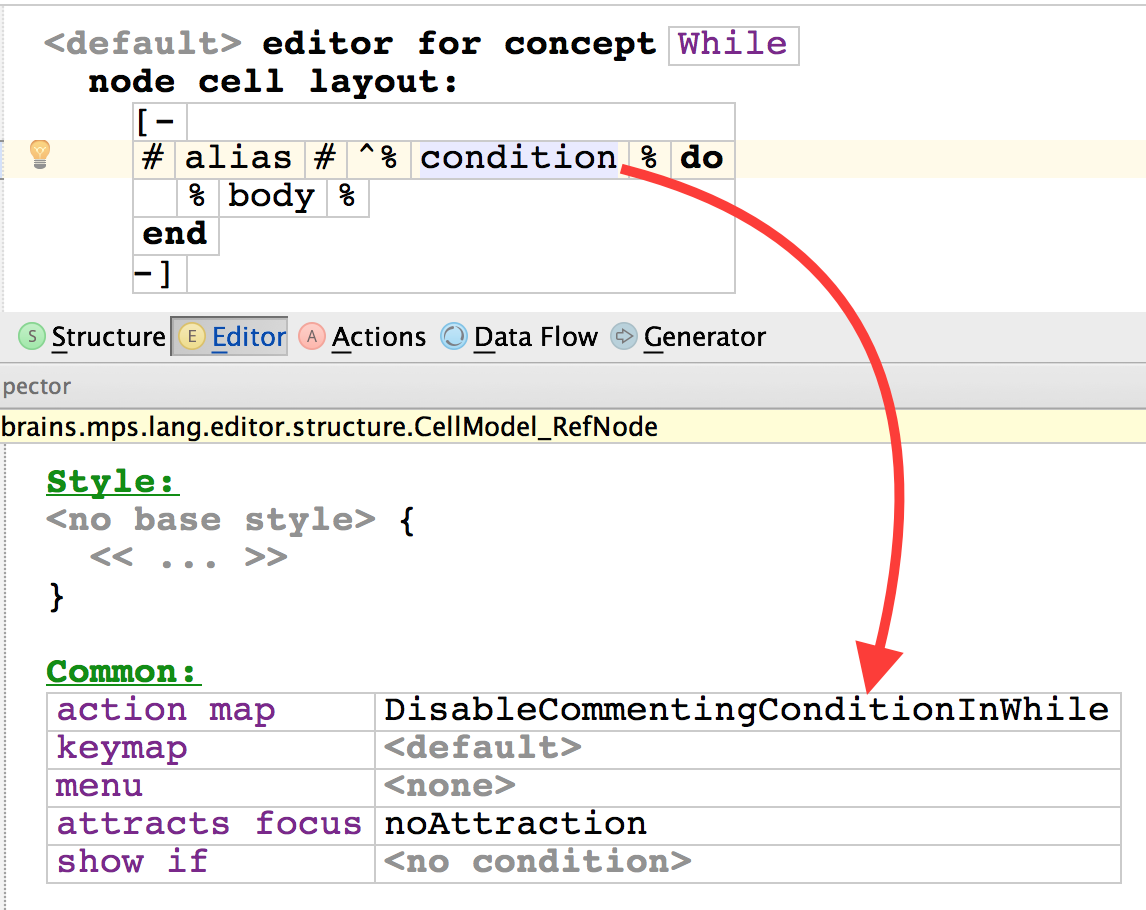 <default> editor for concept While
node cell layout:
[-
# alias # ^% condition % do
% body %
end
-]
S Structure E Editor A Actions Data Flow Generator
pector
brains.mps.lang.editor.structure.CellModel_RefNode
Style:
<no base style> {
<< ... >>
}
Common:
action map DisableCommentingConditionInWhile
keymap <default>
menu <none>
attracts focus noAttraction
show if <no condition>